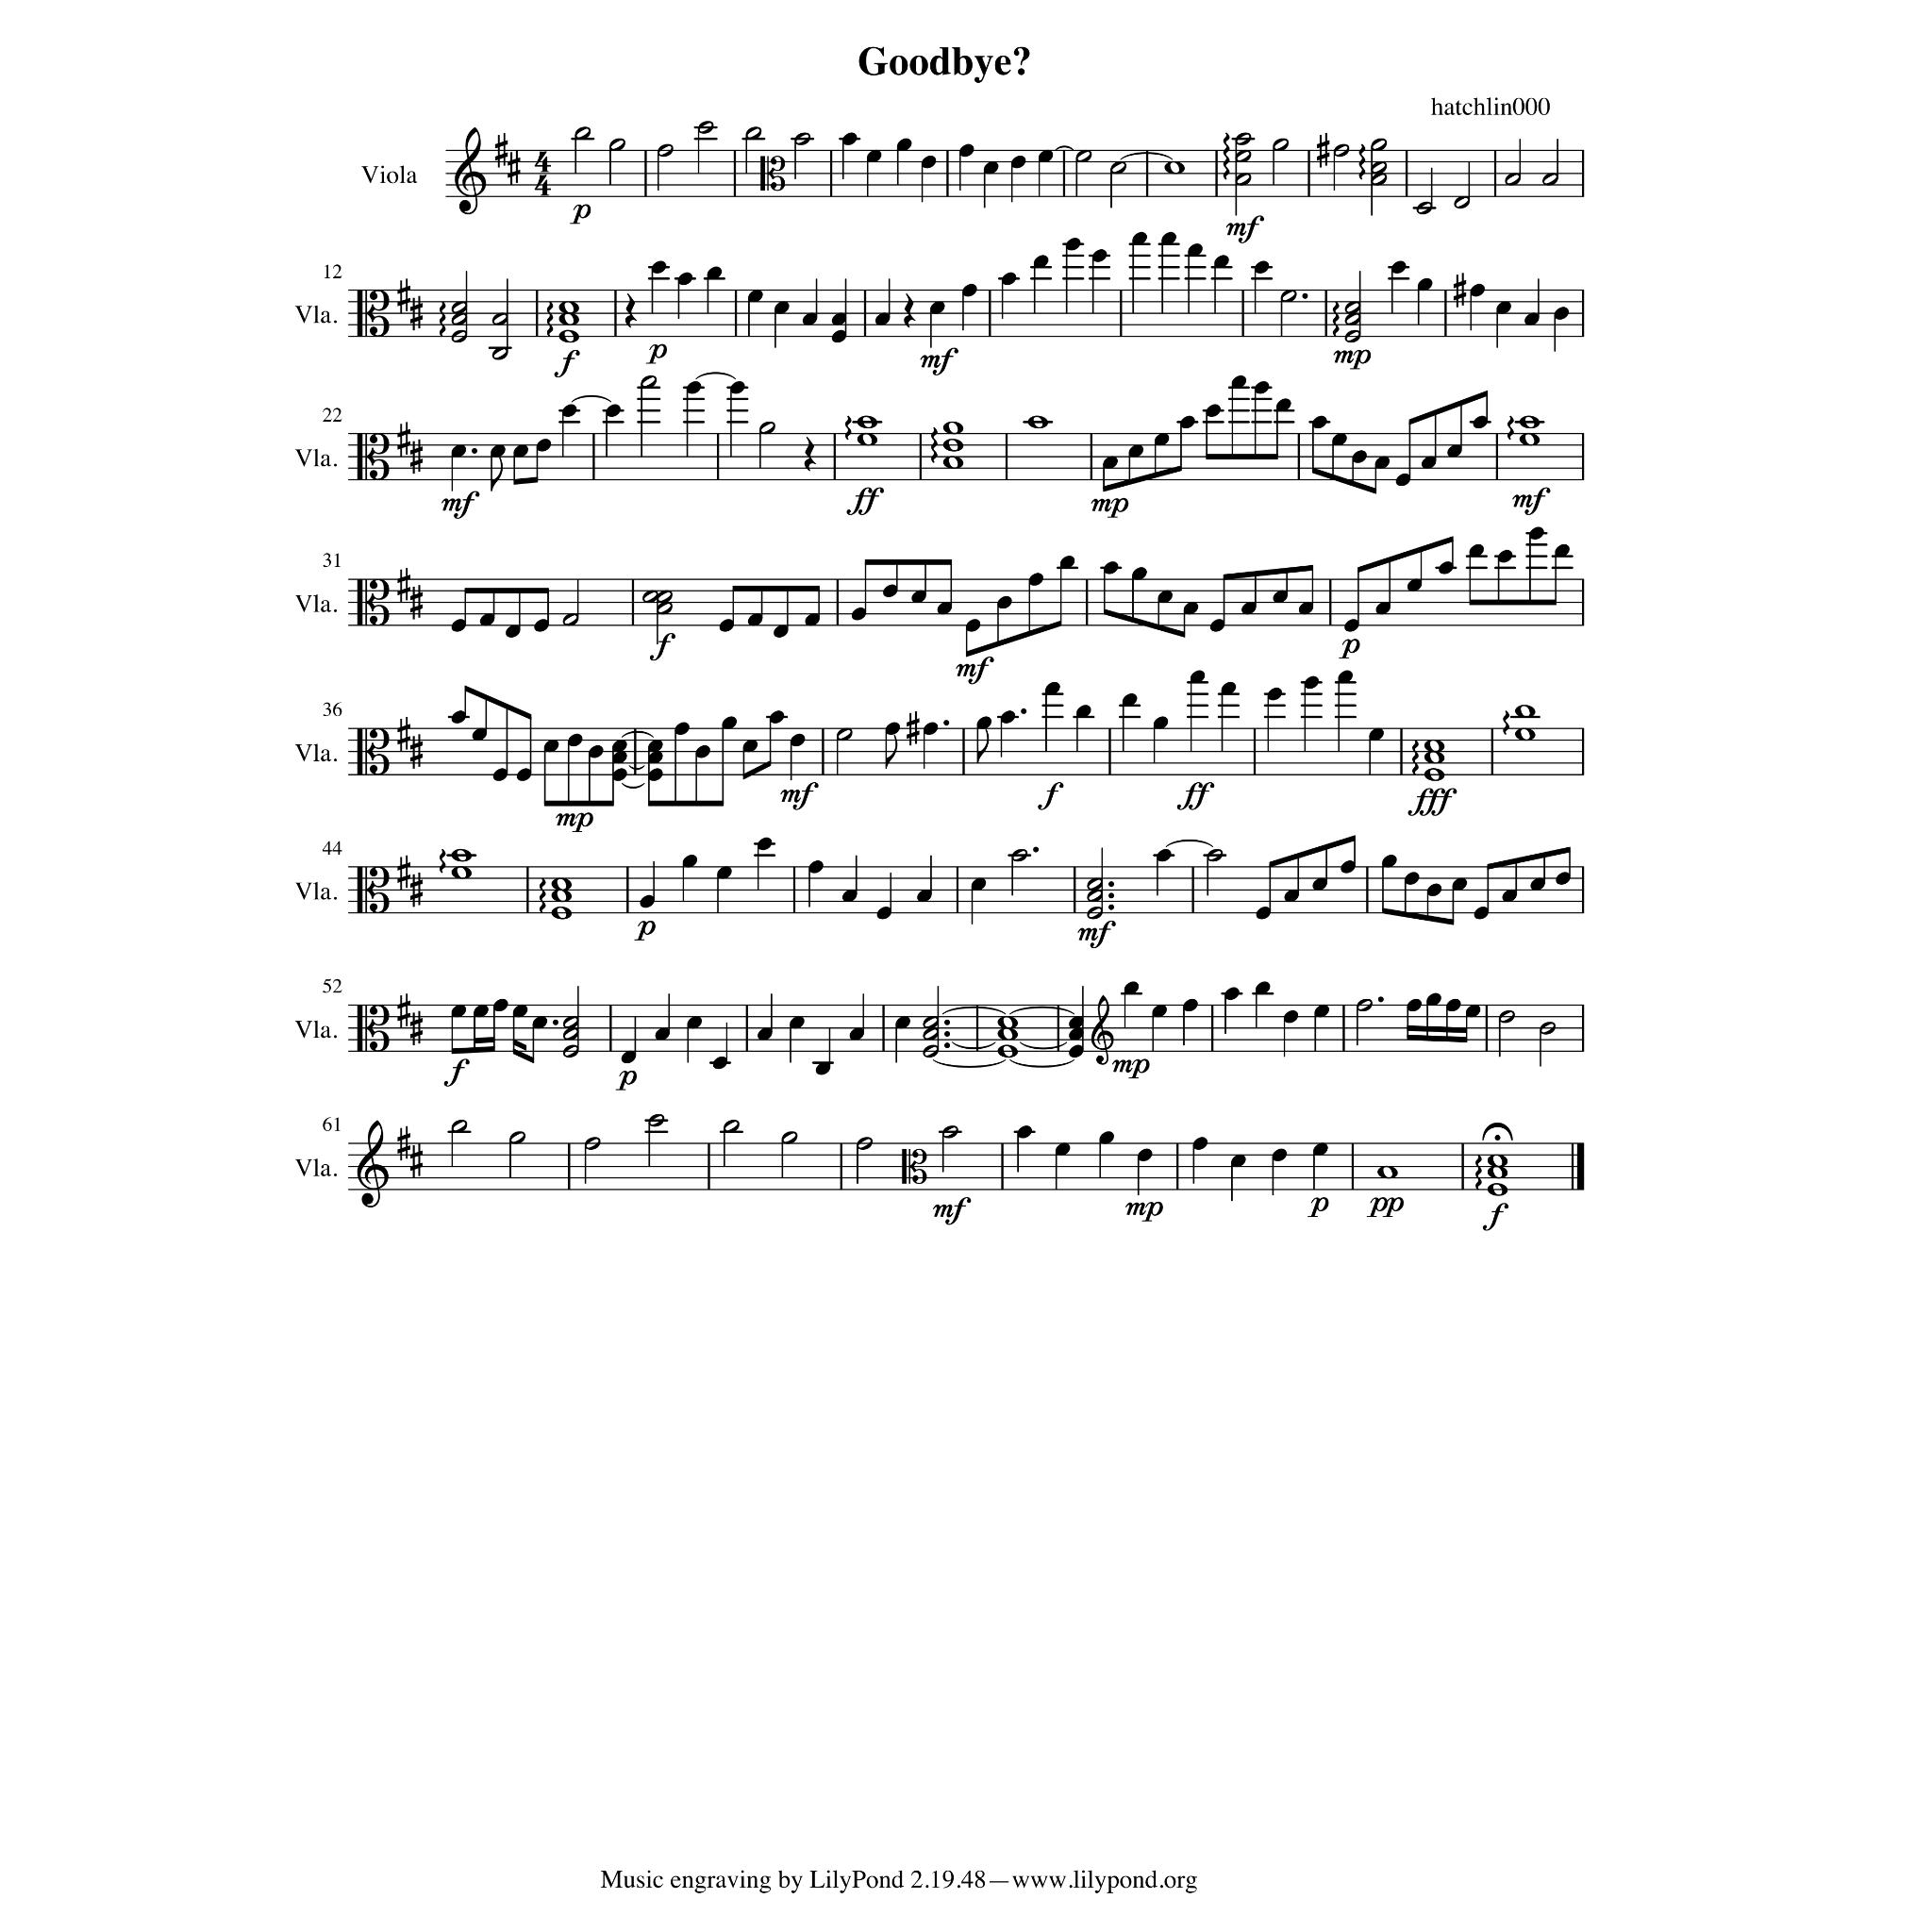 Goodbye?
hatchlin000
Viola
4
4
p
mf
12
Vla.
f
p
mf
mp
22
Vla.
mf
ff
mp
mf
31
Vla.
f
mf
p
36
Vla.
mp
mf
f
ff
fff
44
Vla.
p
mf
52
Vla.
f
p
mp
61
Vla.
mf
mp
p
pp
f
Music engraving by LilyPond 2.19.48—www.lilypond.org